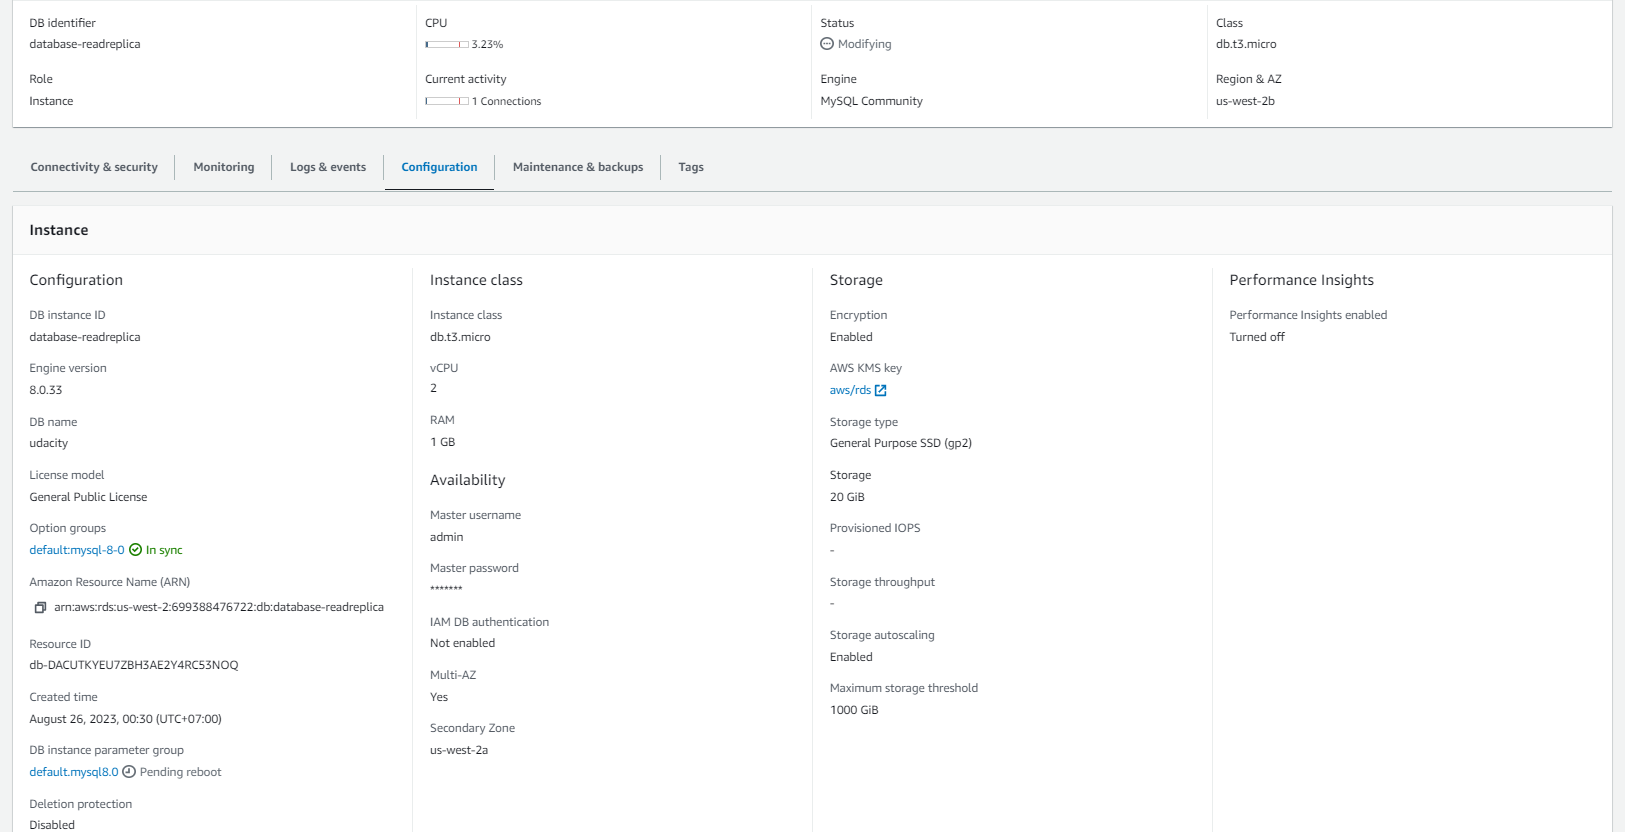 DB identifier
database-readreplica
CPU
3.23%
Status
Modifying
Class
db.t3.micro
Role
Instance
Current activity
1 Connections
Engine
MySQL Community
Region & AZ
us-west-2b
Connectivity & security
Monitoring
Logs & events
Configuration
Maintenance & backups
Tags
Instance
Configuration
DB instance ID
database-readreplica
Engine version
8.0.33
DB name
udacity
License model
General Public License
Option groups
default:mysql-8-0 In sync
Amazon Resource Name (ARN)
arn:aws:rds:us-west-2:699388476722:db:database-readreplica
Resource ID
db-DACUTKYEU7ZBH3AE2Y4RC53NOQ
Created time
August 26, 2023, 00:30 (UTC+07:00)
DB instance parameter group
default.mysql8.0 Pending reboot
Deletion protection
Disabled
Instance class
Instance class
db.t3.micro
vCPU
2
RAM
1 GB
Availability
Master username
admin
Master password
*******
IAM DB authentication
Not enabled
Multi-AZ
Yes
Secondary Zone
us-west-2a
Storage
Encryption
Enabled
AWS KMS key
aws/rds
Storage type
General Purpose SSD (gp2)
Storage
20 GiB
Provisioned IOPS
-
Storage throughput
-
Storage autoscaling
Enabled
Maximum storage threshold
1000 GiB
Performance Insights
Performance Insights enabled
Turned off